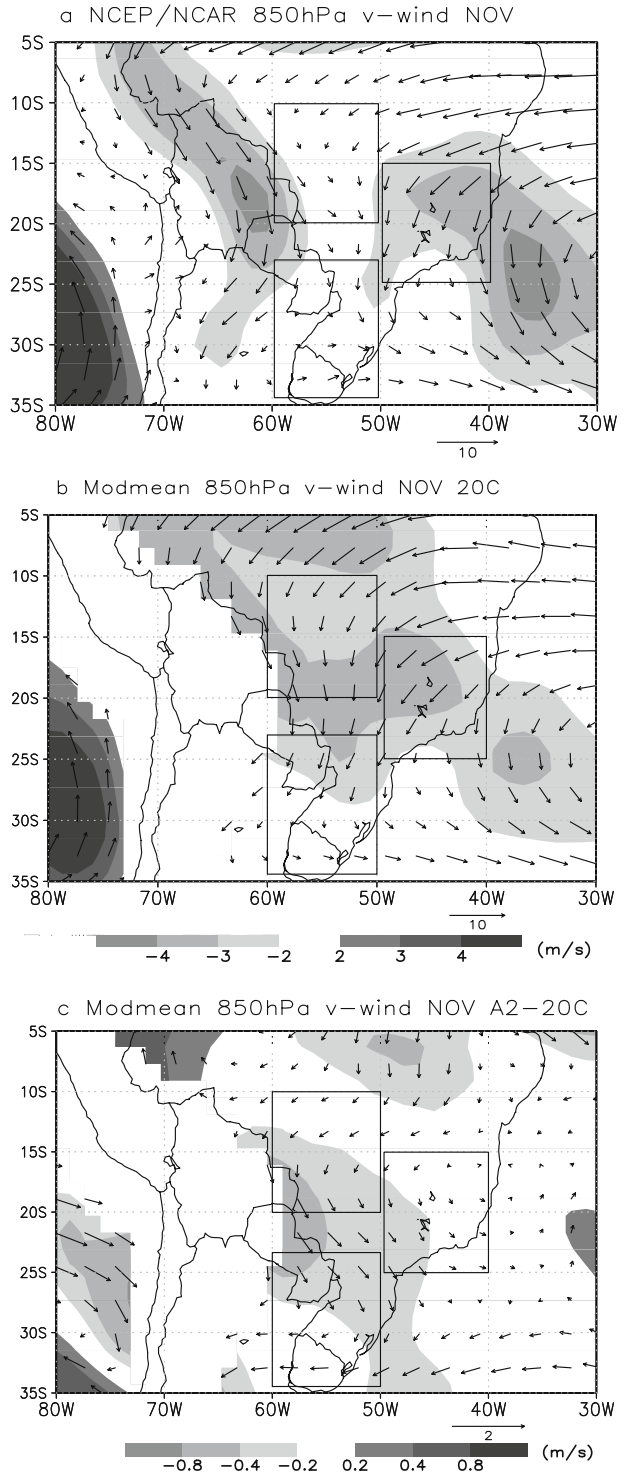 a NCEP/NCAR 850hPa v-wind NOV
5S
10S
15S
20S
25S
30S
35S
80W 70W 60W 50W 40W 30W
10
b Modmean 850hPa v-wind NOV 20C
5S
10S
15S
20S
25S
30S
35S
80W 70W 60W 50W 40W 30W
10
-4 -3 -2 2 3 4 (m/s)
c Modmean 850hPa v-wind NOV A2-20C
5S
10S
15S
20S
25S
30S
35S
80W 70W 60W 50W 40W 30W
2
-0.8 -0.4 -0.2 0.2 0.4 0.8 (m/s)